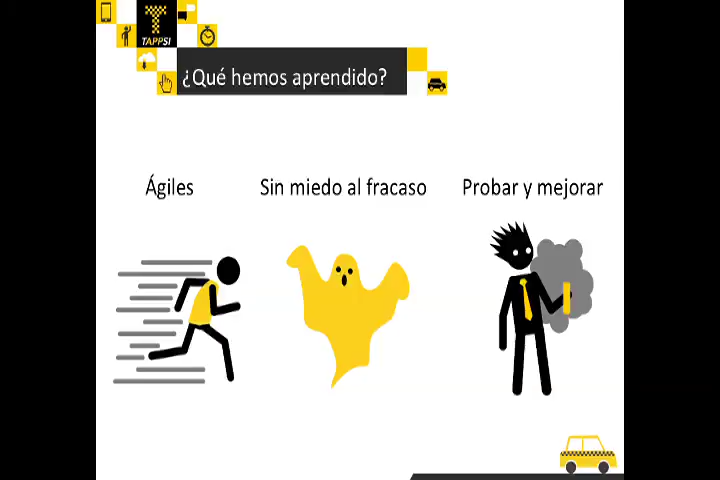 TAPPSI
¿Qué hemos aprendido?
Ágiles
Sin miedo al fracaso
Probar y mejorar